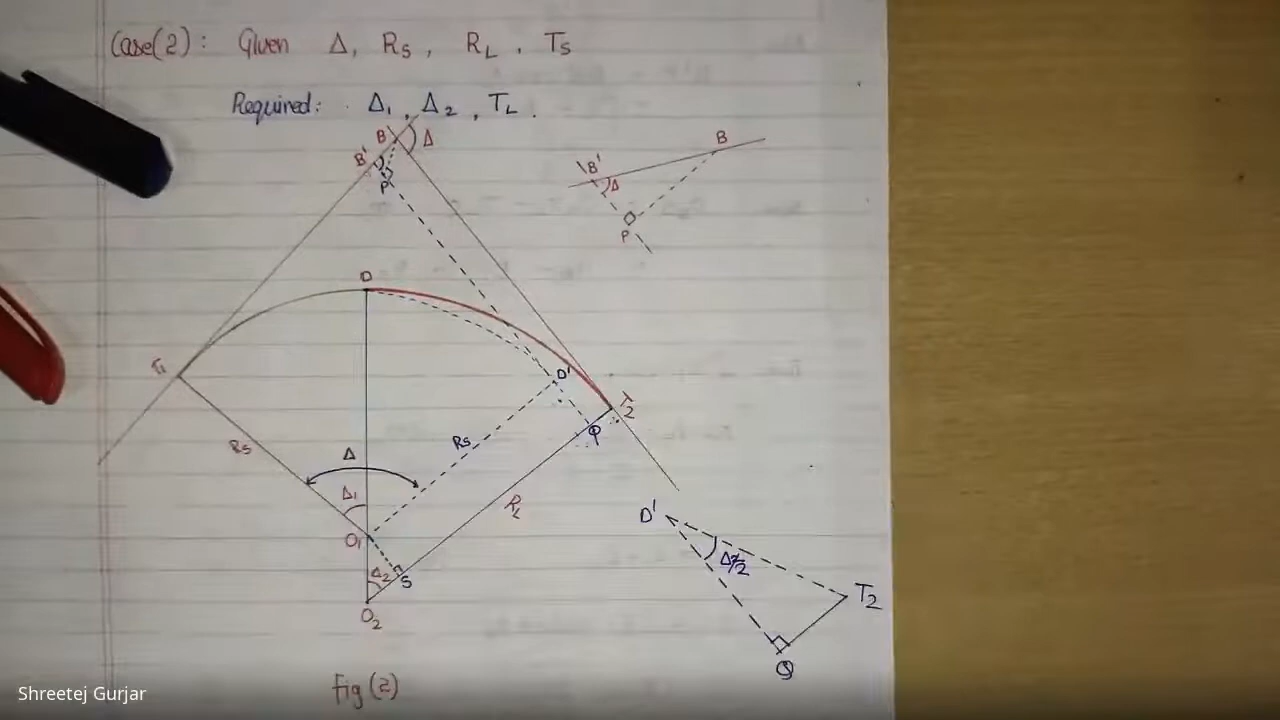 Case(2): Given Δ, Rs, RL, Ts
Required: Δ1, Δ2, TL.
B Δ
B'
P
B
B'
Δ
P
D
T1
D'
T2
Q
Rs
Δ
Rs
Δ1
RL
O1
Δ2
S
O2
D'
Δ2/2
T2
Q
Fig (2)
Shreetej Gurjar